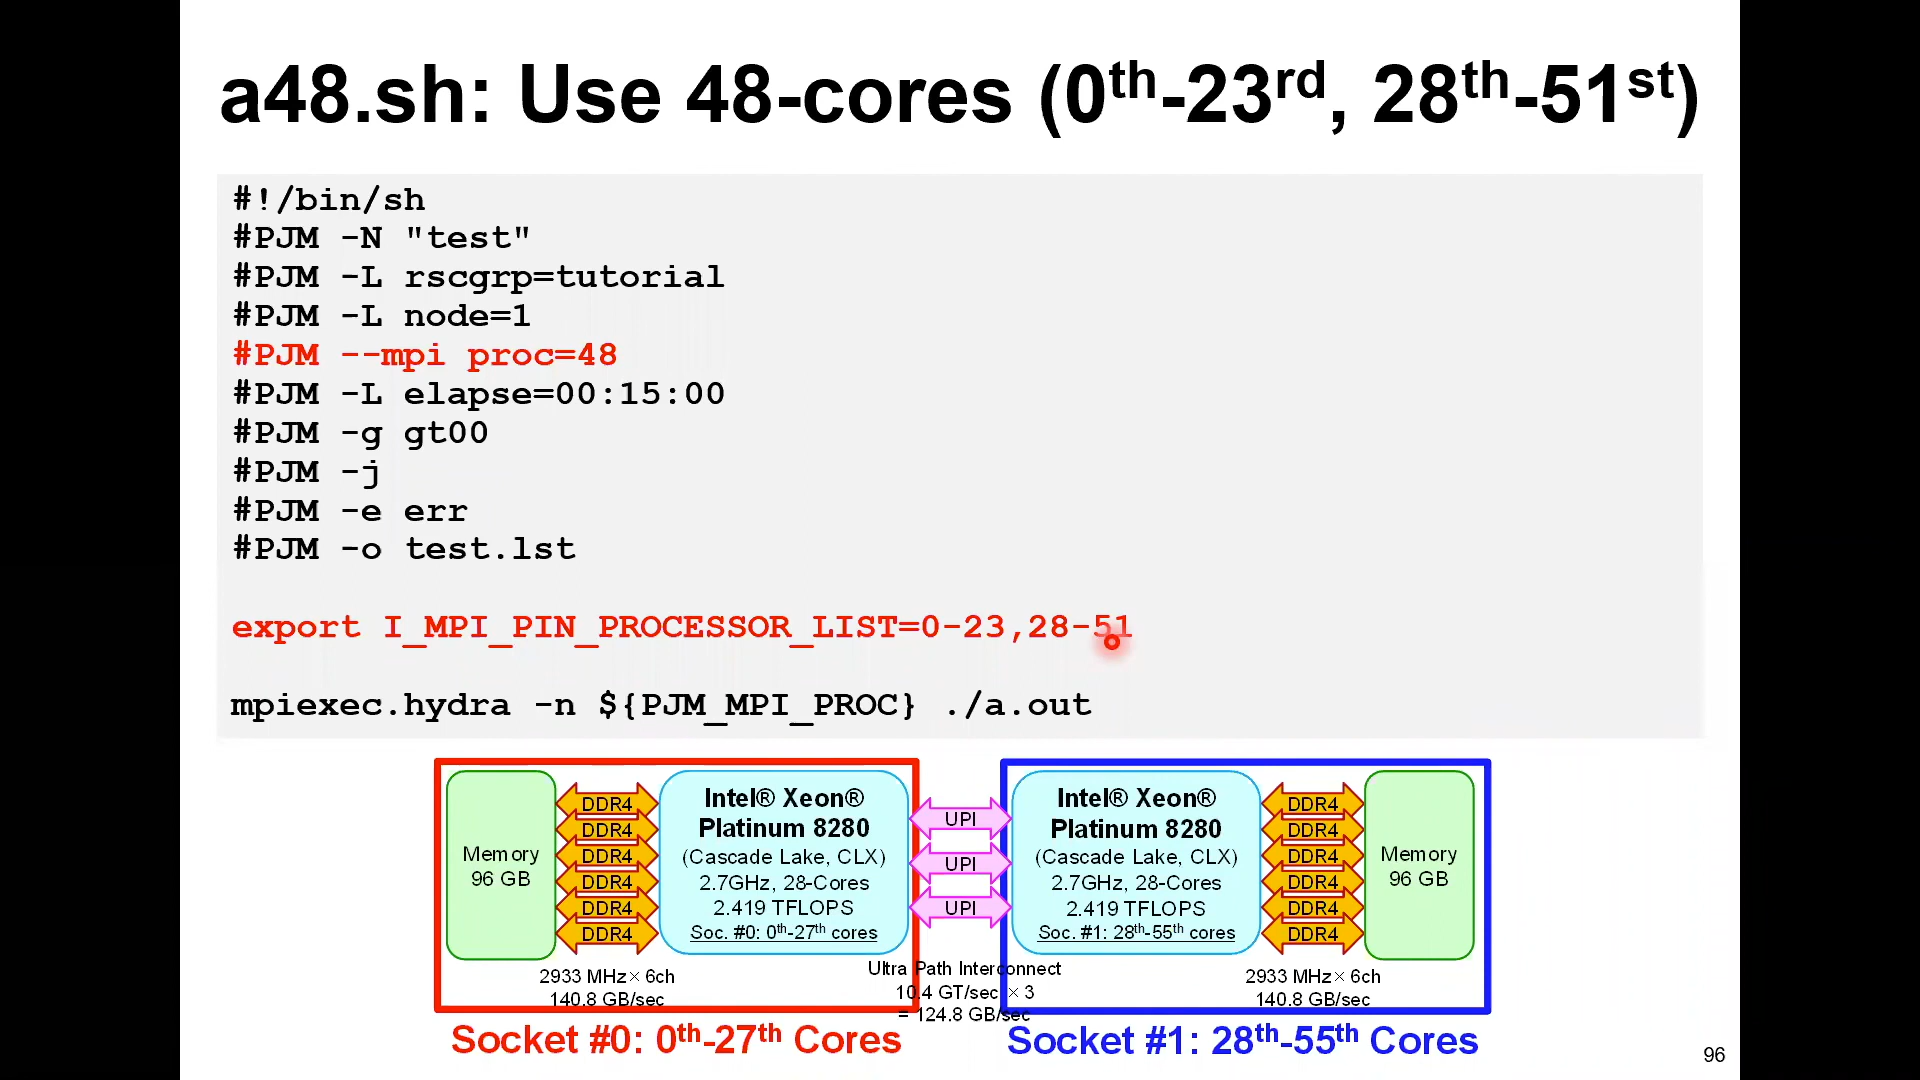 a48.sh: Use 48-cores (0th-23rd, 28th-51st)
#!/bin/sh
#PJM -N "test"
#PJM -L rscgrp=tutorial
#PJM -L node=1
#PJM --mpi proc=48
#PJM -L elapse=00:15:00
#PJM -g gt00
#PJM -j
#PJM -e err
#PJM -o test.lst
export I_MPI_PIN_PROCESSOR_LIST=0-23,28-51
mpiexec.hydra -n ${PJM_MPI_PROC} ./a.out
Memory
96 GB
DDR4
DDR4
DDR4
DDR4
DDR4
DDR4
2933 MHz× 6ch
140.8 GB/sec
Intel® Xeon®
Platinum 8280
(Cascade Lake, CLX)
2.7GHz, 28-Cores
2.419 TFLOPS
Soc. #0: 0th-27th cores
UPI
UPI
UPI
Ultra Path Interconnect
10.4 GT/sec × 3
= 124.8 GB/sec
Intel® Xeon®
Platinum 8280
(Cascade Lake, CLX)
2.7GHz, 28-Cores
2.419 TFLOPS
Soc. #1: 28th-55th cores
DDR4
DDR4
DDR4
DDR4
DDR4
DDR4
2933 MHz× 6ch
140.8 GB/sec
Memory
96 GB
Socket #0: 0th-27th Cores
Socket #1: 28th-55th Cores
96